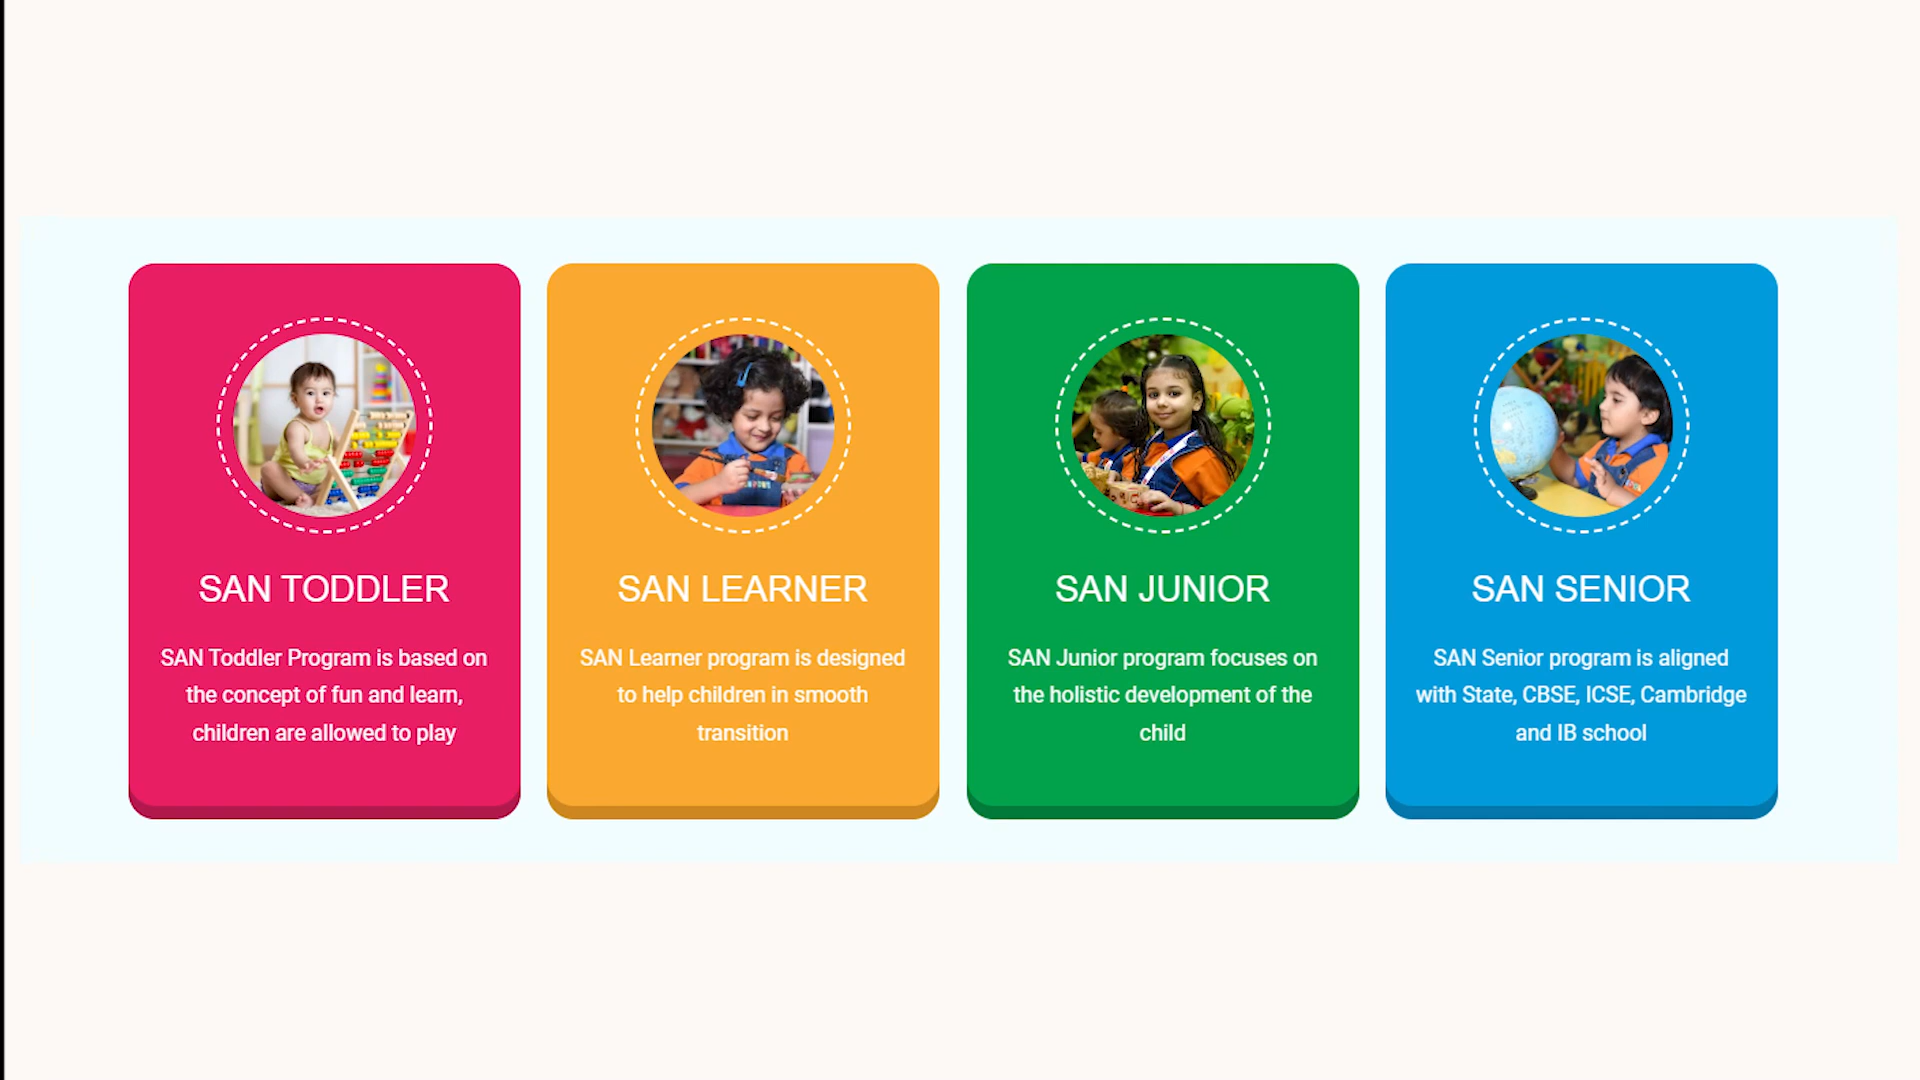 SAN TODDLER
SAN Toddler Program is based on
the concept of fun and learn,
children are allowed to play
SAN LEARNER
SAN Learner program is designed
to help children in smooth
transition
SAN JUNIOR
SAN Junior program focuses on
the holistic development of the
child
SAN SENIOR
SAN Senior program is aligned
with State, CBSE, ICSE, Cambridge
and IB school